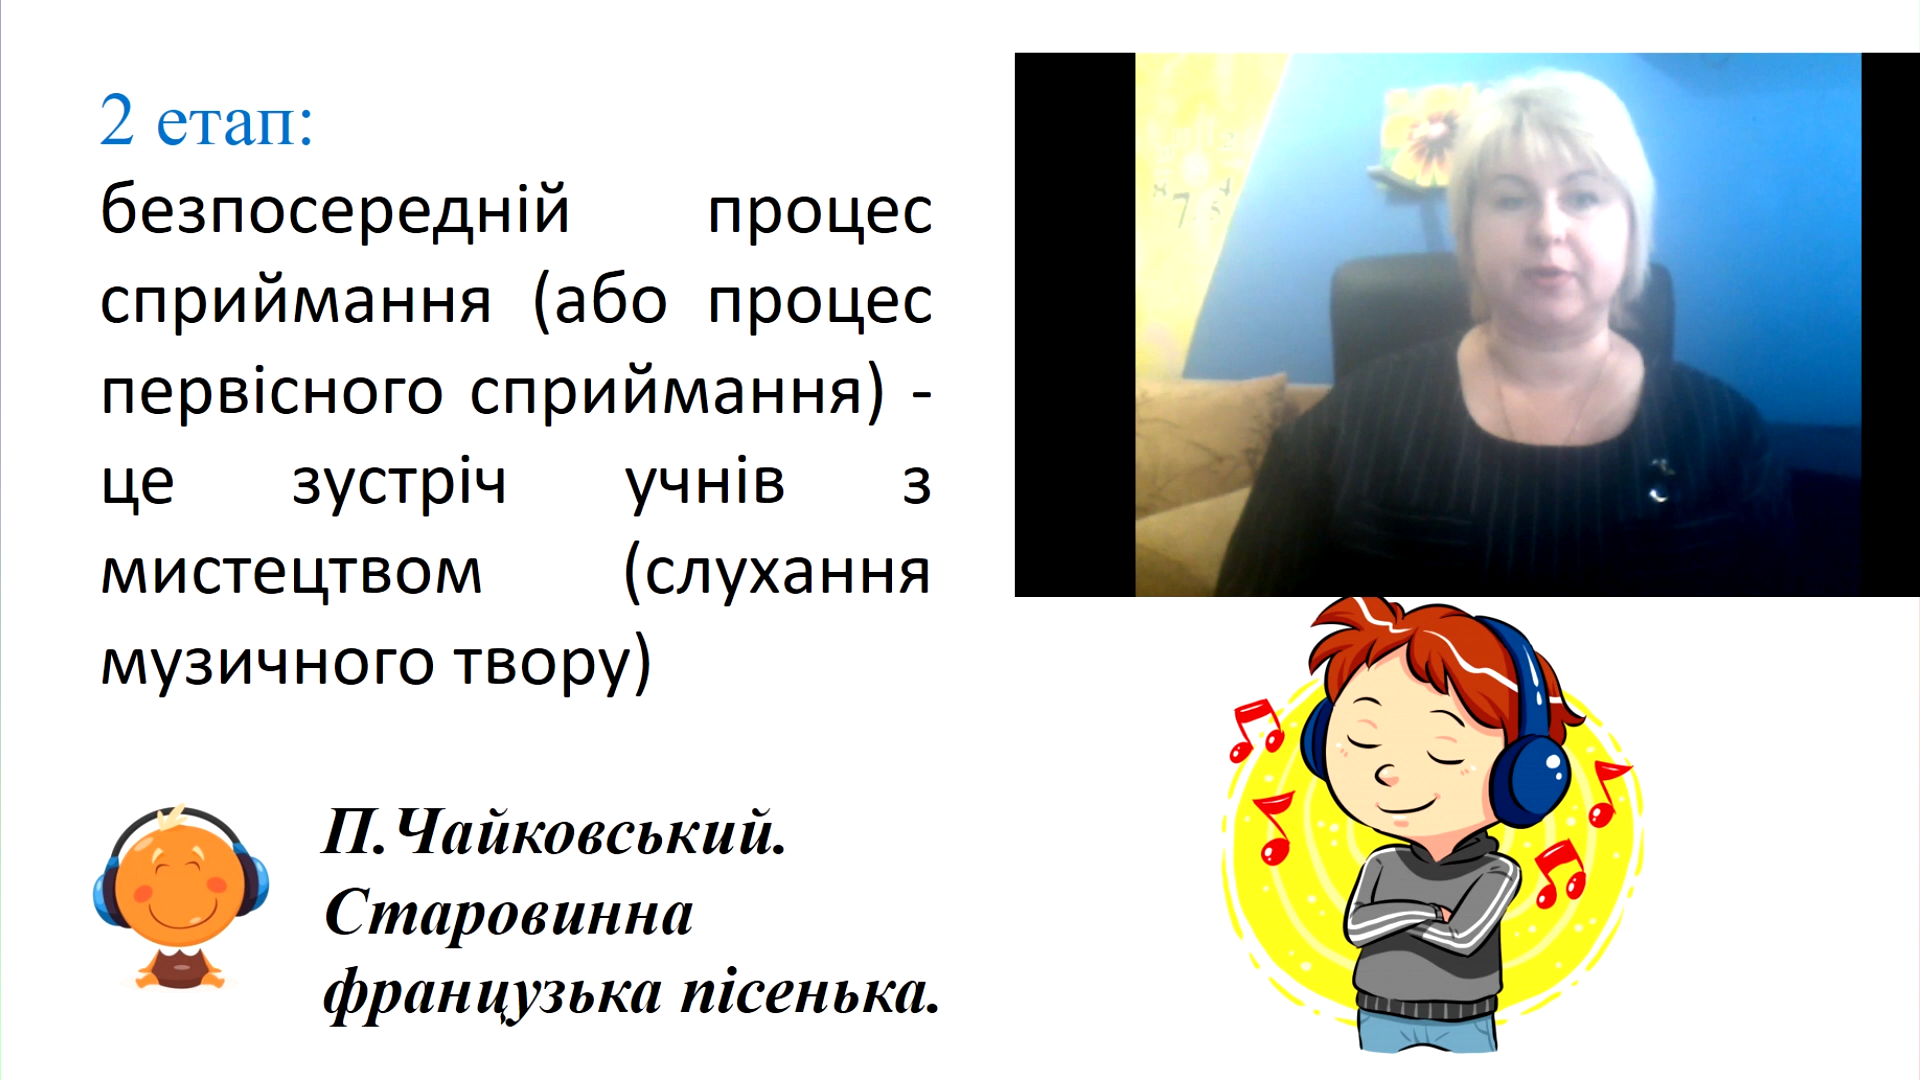 2 етап:
безпосередній процес
сприймання (або процес
первісного сприймання) -
це зустріч учнів з
мистецтвом (слухання
музичного твору)
П.Чайковський.
Старовинна
французька пісенька.